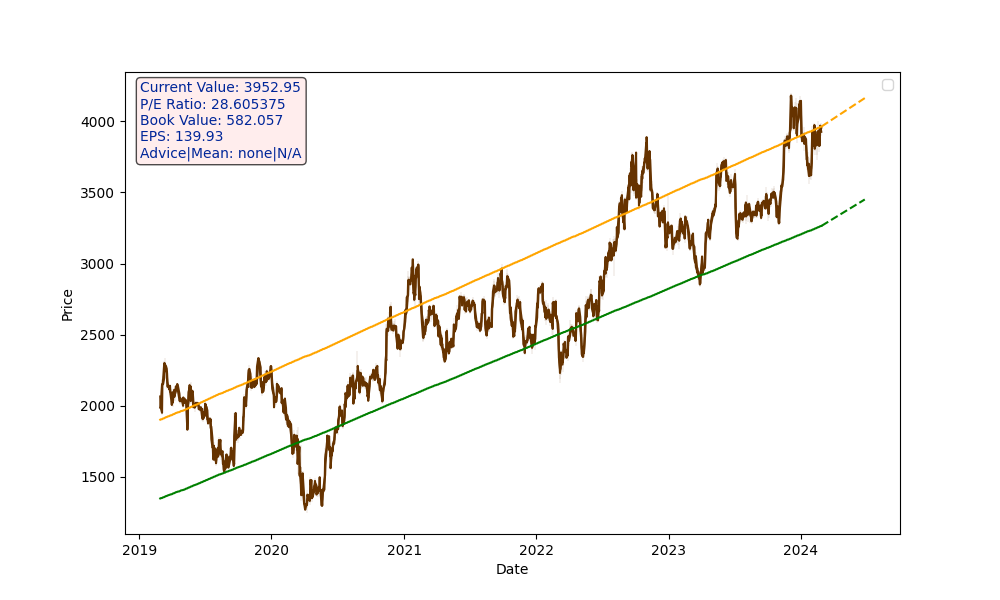 Current Value: 3952.95
P/E Ratio: 28.605375
Book Value: 582.057
EPS: 139.93
Advice|Mean: none|N/A
4000
3500
3000
2500
2000
1500
Price
2019 2020 2021 2022 2023 2024
Date